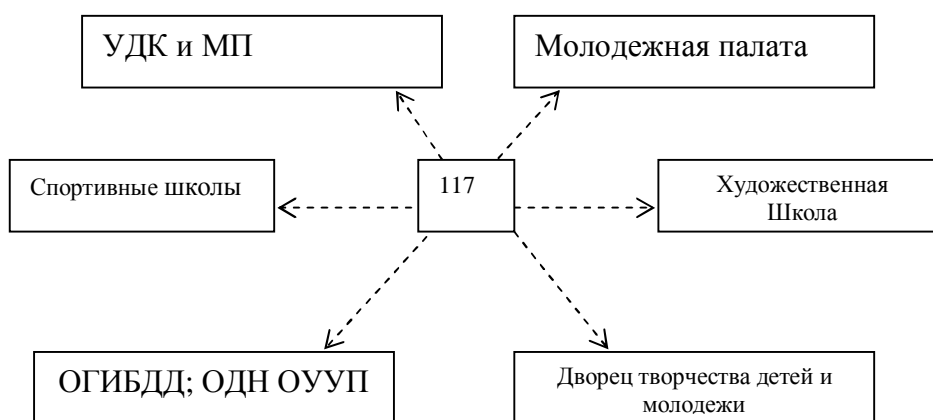 УДК и МП
Молодежная палата
Спортивные школы
117
Художественная
Школа
ОГИБДД; ОДН ОУУП
Дворец творчества детей и
молодежи